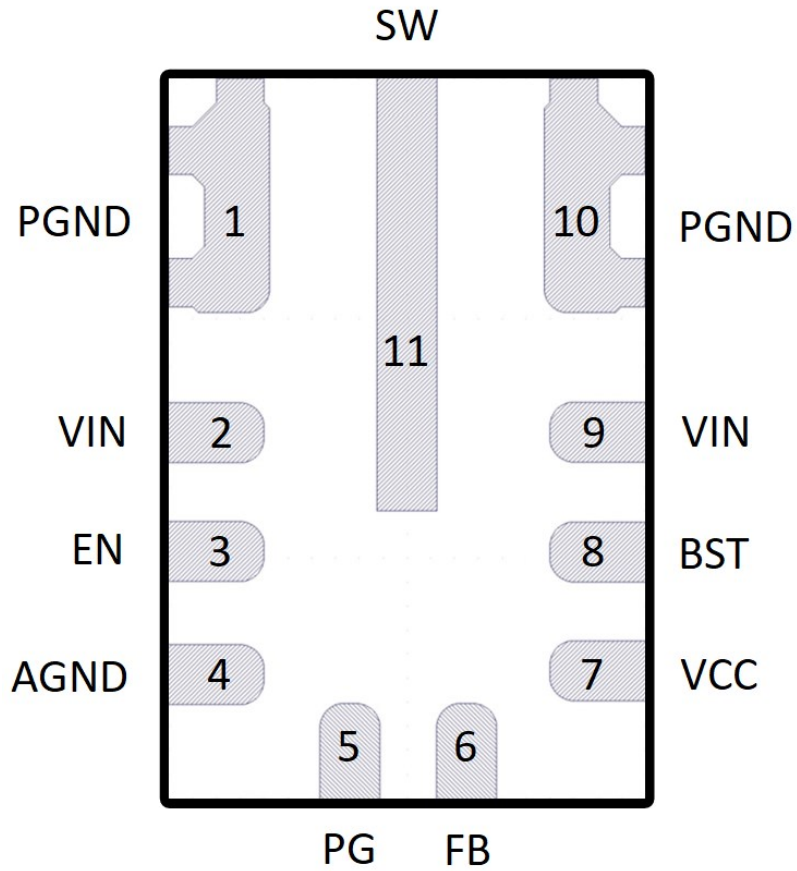 SW
PGND 1 10 PGND
11
VIN 2 9 VIN
EN 3 8 BST
AGND 4 7 VCC
5 6
PG FB